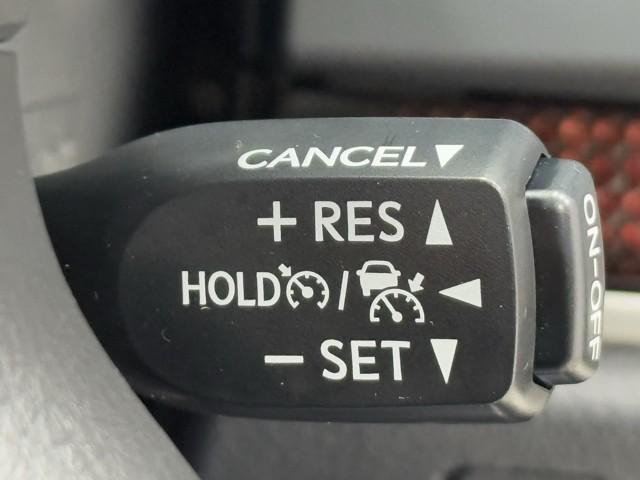 CANCEL▼
+ RES ▲
HOLD / ◀
− SET ▼
ON-OFF